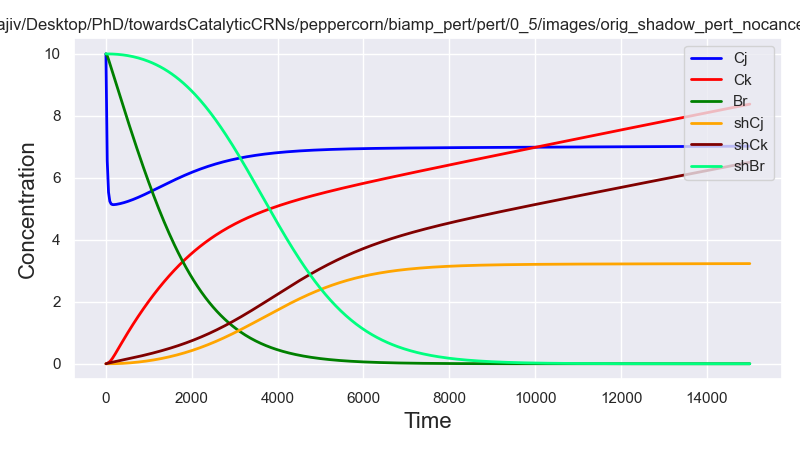 ajiv/Desktop/PhD/towardsCatalyticCRNs/peppercorn/biamp_pert/pert/0_5/images/orig_shadow_pert_nocance
10
8
6
4
2
0
Concentration
0
2000
4000
6000
8000
10000
12000
14000
Time
Cj
Ck
Br
shCj
shCk
shBr